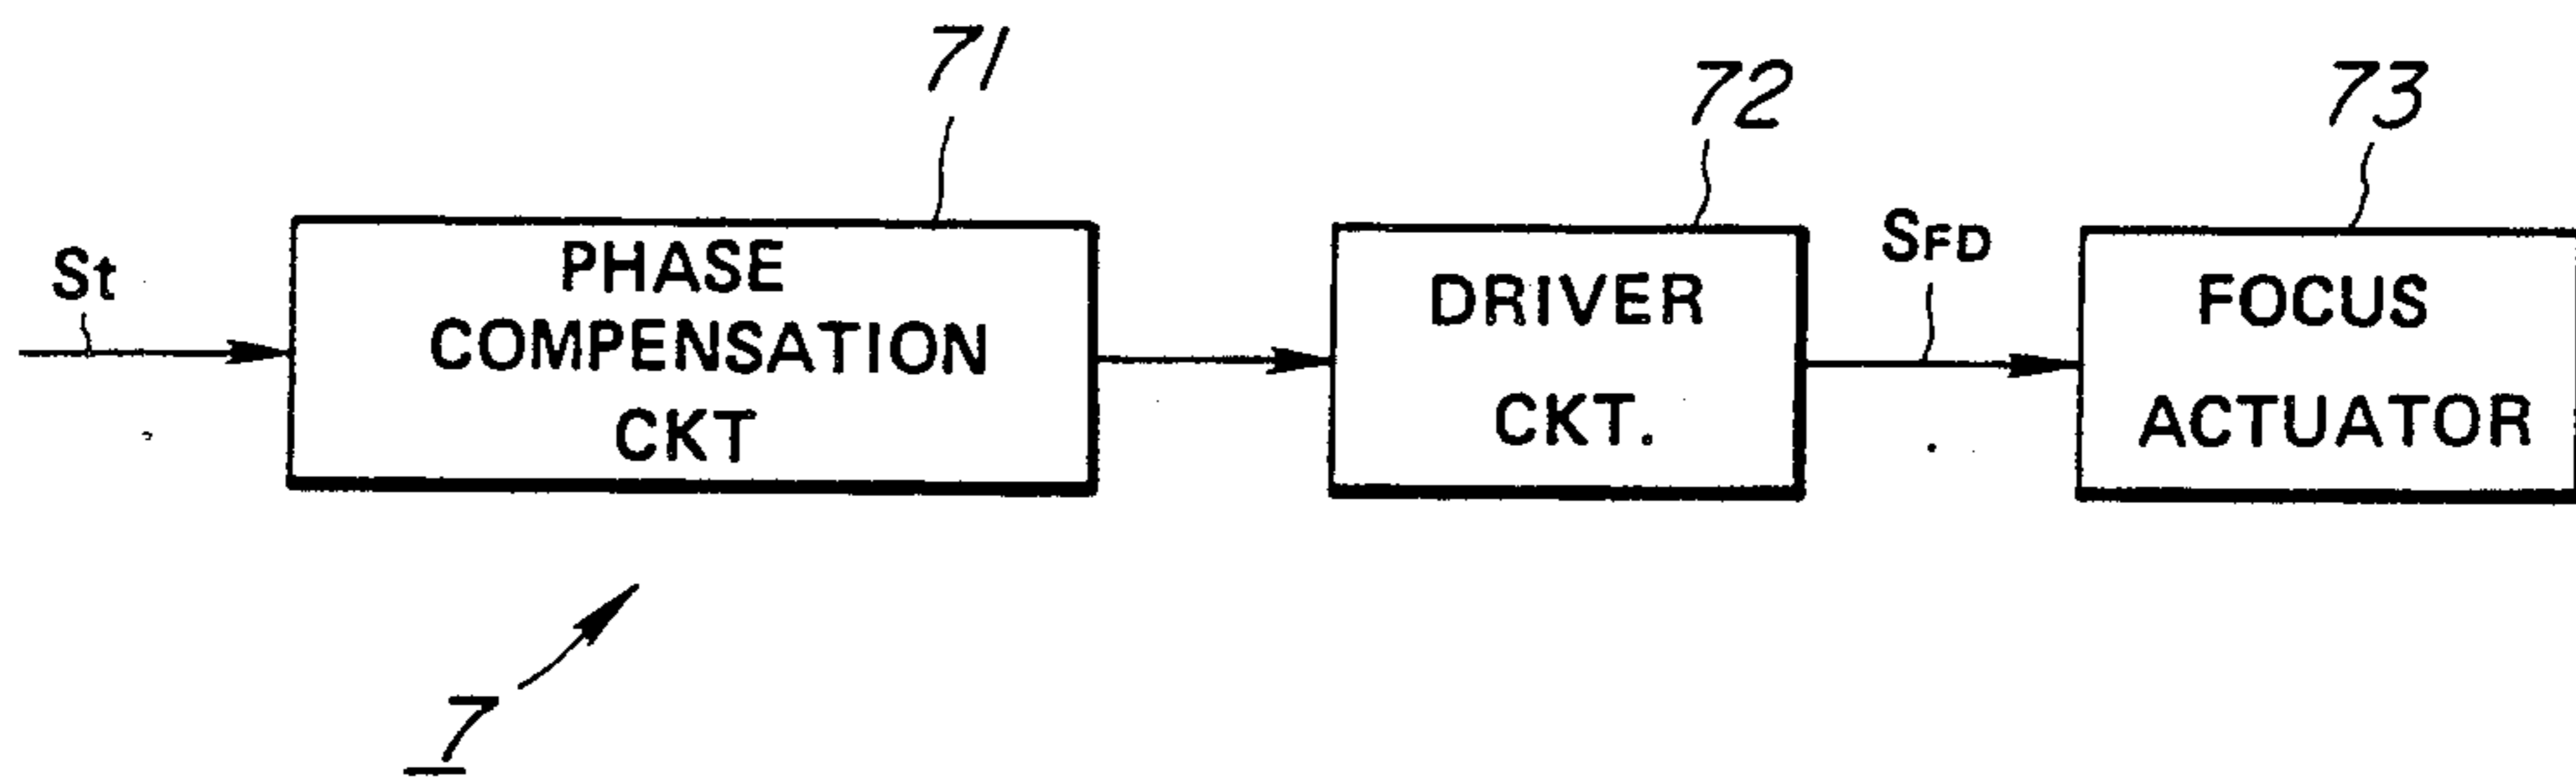 71
72
73
St
PHASE
COMPENSATION
CKT
DRIVER
CKT.
SFD
FOCUS
ACTUATOR
7